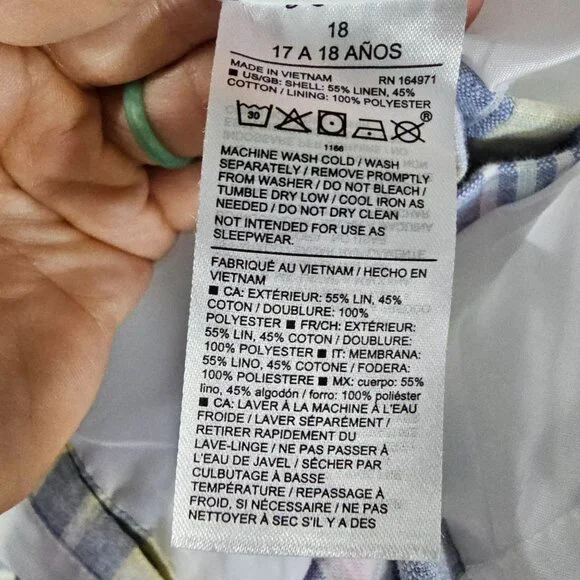 18
17 A 18 AÑOS
MADE IN VIETNAM RN 164971
■ US/GB: SHELL: 55% LINEN, 45%
COTTON / LINING: 100% POLYESTER
30 ®
1166
MACHINE WASH COLD / WASH
SEPARATELY / REMOVE PROMPTLY
FROM WASHER / DO NOT BLEACH /
TUMBLE DRY LOW / COOL IRON AS
NEEDED / DO NOT DRY CLEAN
NOT INTENDED FOR USE AS
SLEEPWEAR.
FABRIQUÉ AU VIETNAM / HECHO EN
VIETNAM
■ CA: EXTÉRIEUR: 55% LIN, 45%
COTON / DOUBLURE: 100%
POLYESTER ■ FR/CH: EXTÉRIEUR:
55% LIN, 45% COTON / DOUBLURE:
100% POLYESTER ■ IT: MEMBRANA:
55% LINO, 45% COTONE / FODERA:
100% POLIESTERE ■ MX: cuerpo: 55%
lino, 45% algodón / forro: 100% poliéster
■ CA: LAVER À LA MACHINE À L'EAU
FROIDE / LAVER SÉPARÉMENT /
RETIRER RAPIDEMENT DU
LAVE-LINGE / NE PAS PASSER À
L'EAU DE JAVEL / SÉCHER PAR
CULBUTAGE À BASSE
TEMPÉRATURE / REPASSAGE À
FROID, SI NÉCESSAIRE / NE PAS
NETTOYER À SEC S'IL Y A DES